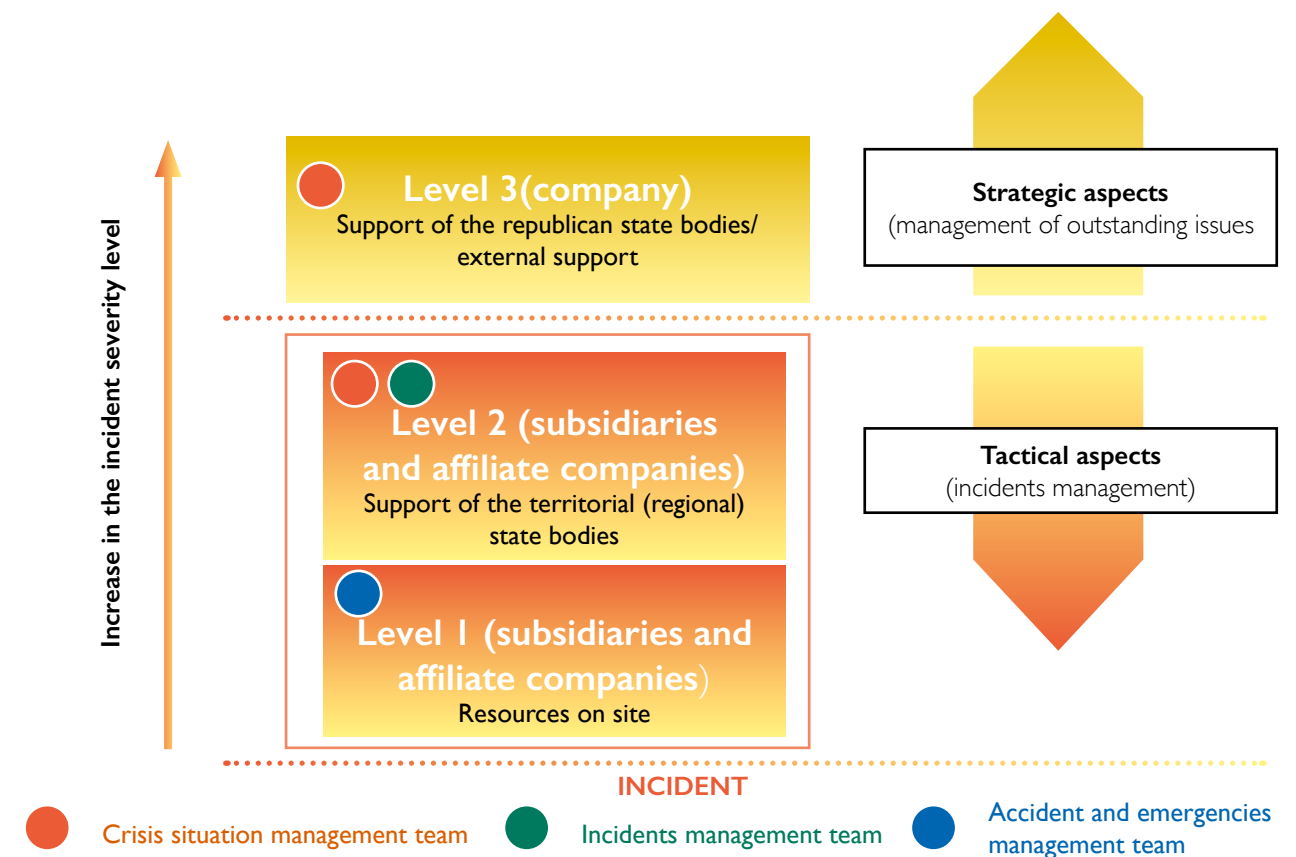 Increase in the incident severity level
Level 3(company)
Support of the republican state bodies/
external support
Strategic aspects
(management of outstanding issues
Level 2 (subsidiaries
and affiliate companies)
Support of the territorial (regional)
state bodies
Tactical aspects
(incidents management)
Level 1 (subsidiaries and
affiliate companies)
Resources on site
INCIDENT
Crisis situation management team
Incidents management team
Accident and emergencies
management team